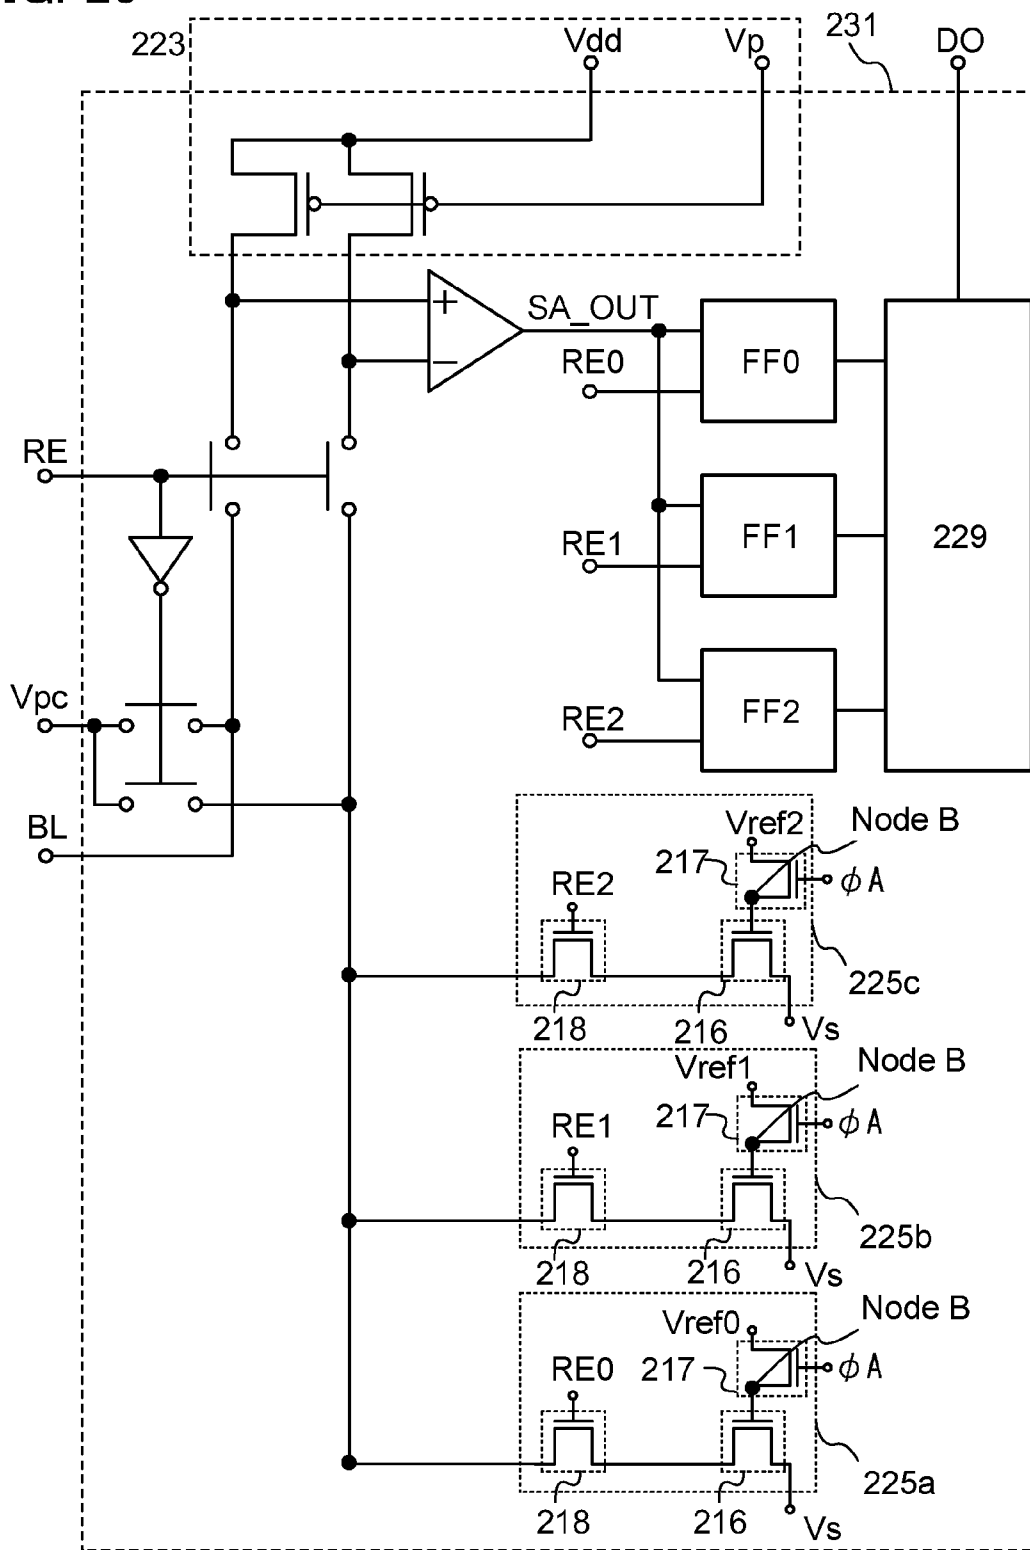 223
Vdd
Vp
231
DO
+
SA_OUT
RE0
FF0
−
RE
RE1
FF1
229
Vpc
RE2
FF2
BL
Vref2
Node B
217
RE2
ϕA
225c
218
216
Vs
Vref1
Node B
217
RE1
ϕA
225b
218
216
Vs
Vref0
Node B
217
RE0
ϕA
225a
218
216
Vs